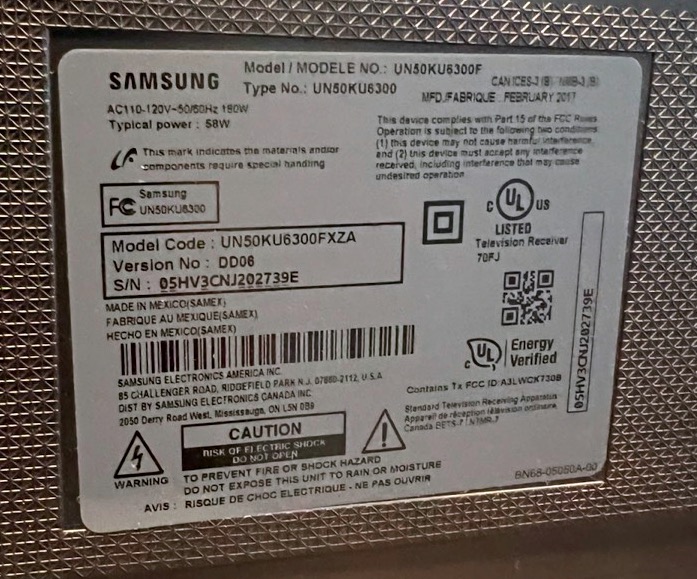 SAMSUNG
Model / MODELE NO.: UN50KU6300F
Type No.: UN50KU6300
CAN ICES-3 (B) / NMB-3 (B)
MFD./FABRIQUE : FEBRUARY 2017
AC110-120V~50/60Hz 180W
Typical power : 58W
This mark indicates the materials and/or
components require special handling
This device complies with Part 15 of the FCC Rules
Operation is subject to the following two conditions
(1) this device may not cause harmful interference,
and (2) this device must accept any interference
received, including interference that may cause
undesired operation
FC
Samsung
UN50KU6300
c UL US
LISTED
Television Receiver
70FJ
Model Code : UN50KU6300FXZA
Version No : DD06
S/N : 05HV3CNJ202739E
MADE IN MEXICO(SAMEX)
FABRIQUE AU MEXIQUE(SAMEX)
HECHO EN MEXICO(SAMEX)
05HV3CNJ202739E
c UL
Energy
Verified
SAMSUNG ELECTRONICS AMERICA INC.
85 CHALLENGER ROAD, RIDGEFIELD PARK N.J. 07660-2112, U.S.A
DIST BY SAMSUNG ELECTRONICS CANADA INC.
2050 Derry Road West, Mississauga, ON L5N 0B9
Contains Tx FCC ID: A3LWCK730B
Standard Television Receiving Apparatus
Appareil de réception télévision ordinaire,
Canada BETS-7 / NTMR-7
WARNING
CAUTION
RISK OF ELECTRIC SHOCK
DO NOT OPEN
TO PREVENT FIRE OR SHOCK HAZARD
DO NOT EXPOSE THIS UNIT TO RAIN OR MOISTURE
AVIS : RISQUE DE CHOC ELECTRIQUE - NE PAS OUVRIR
BN68-05050A-00